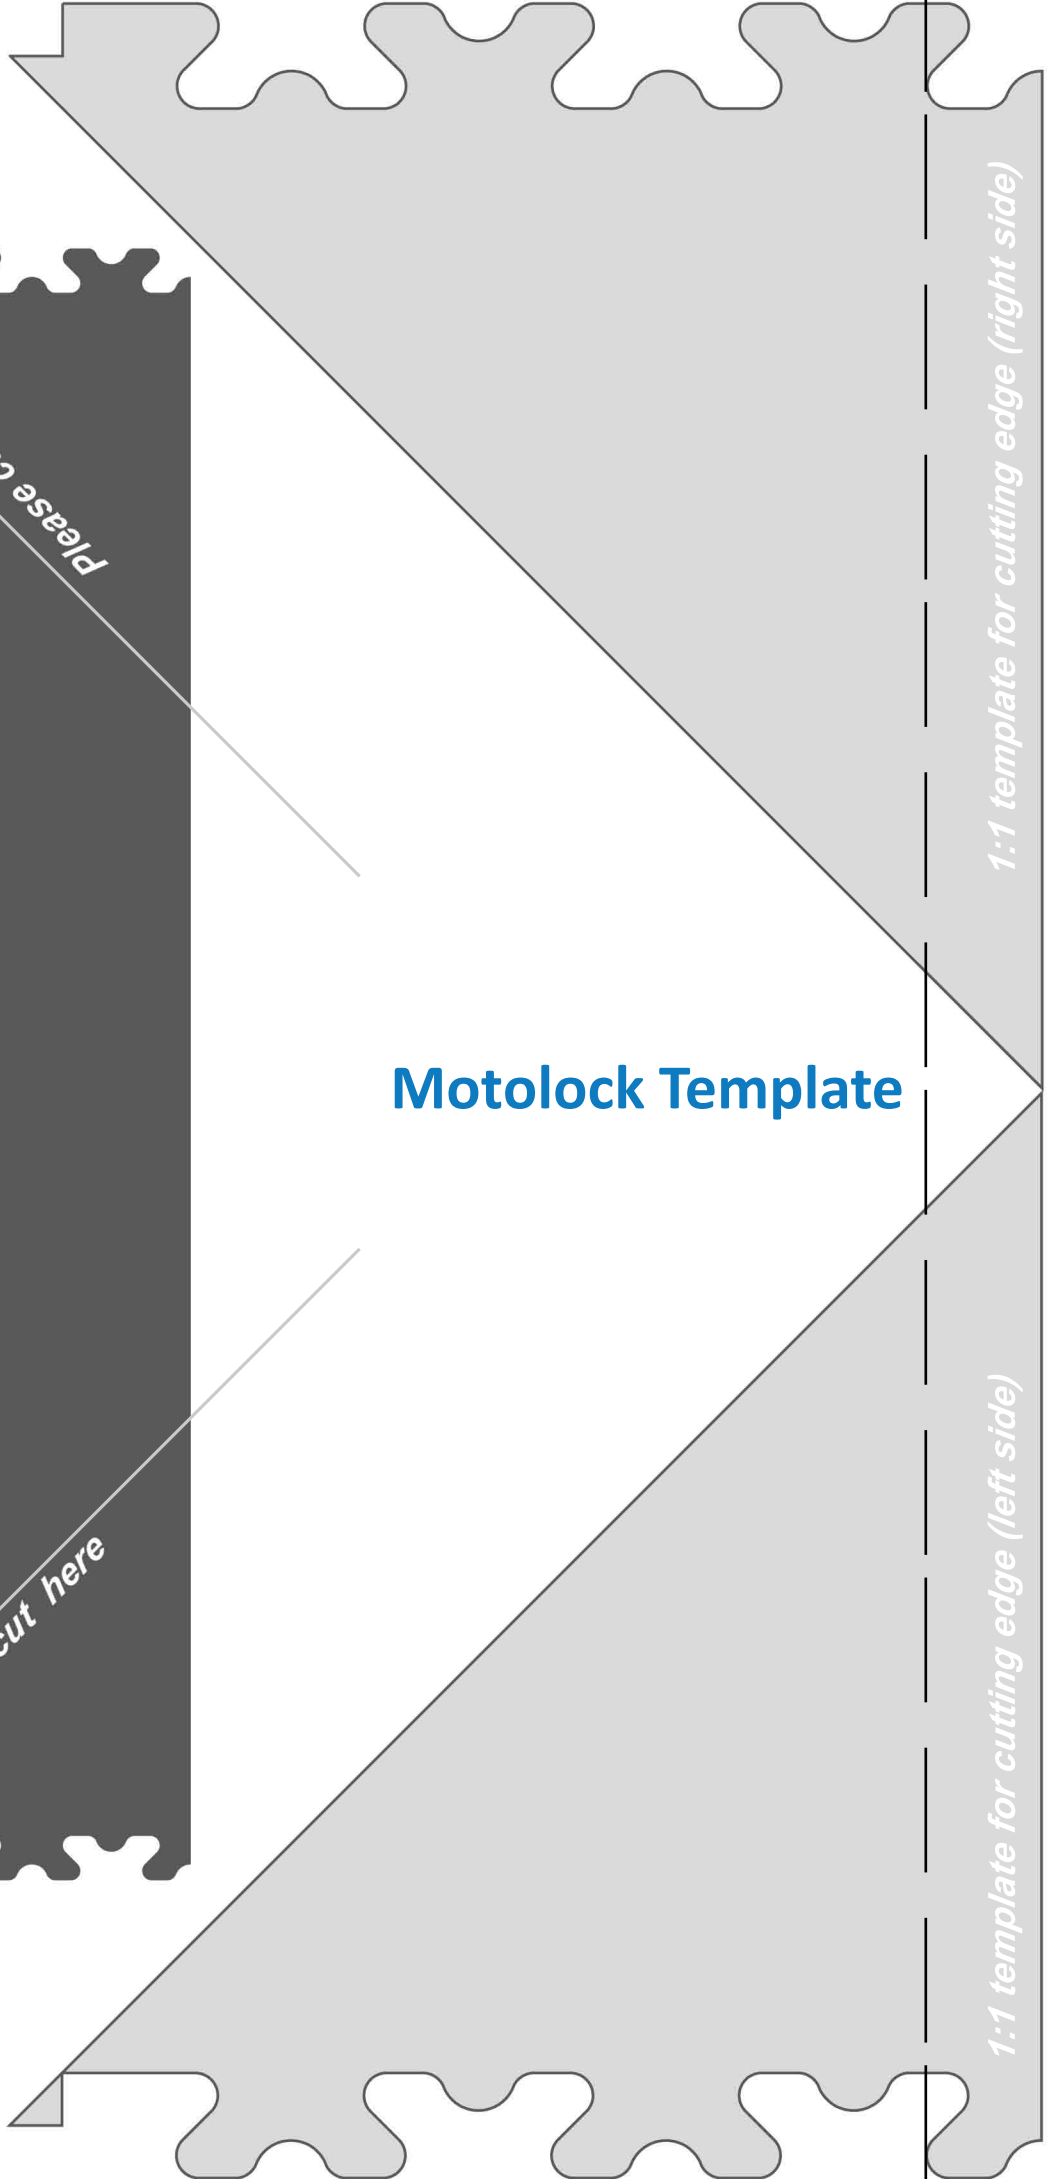 1:1 template for cutting edge (right side)
Please
Motolock Template
1:1 template for cutting edge (left side)
cut here